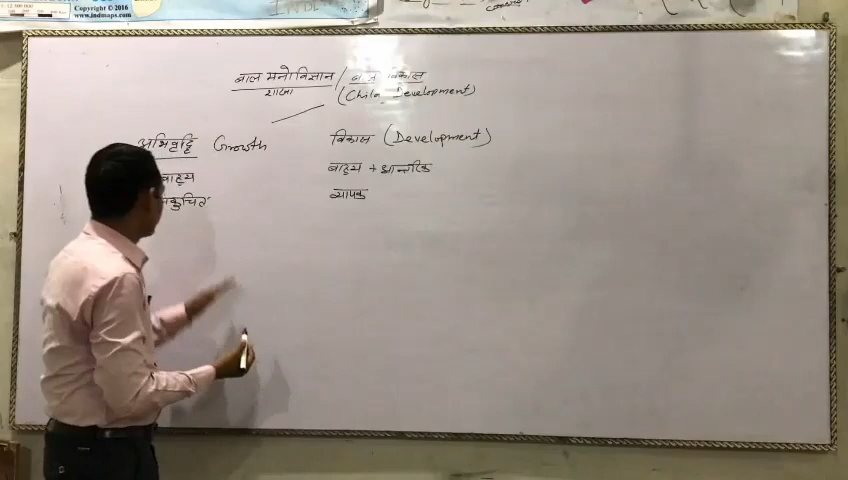 Copyright © 2016
www.indmaps.com
बाल मनोविज्ञान / बाल विकास
शाखा (Child Development)
अभिवृद्धि Growth विकास (Development)
बाह्य बाह्य + आन्तरिक
व्यापक